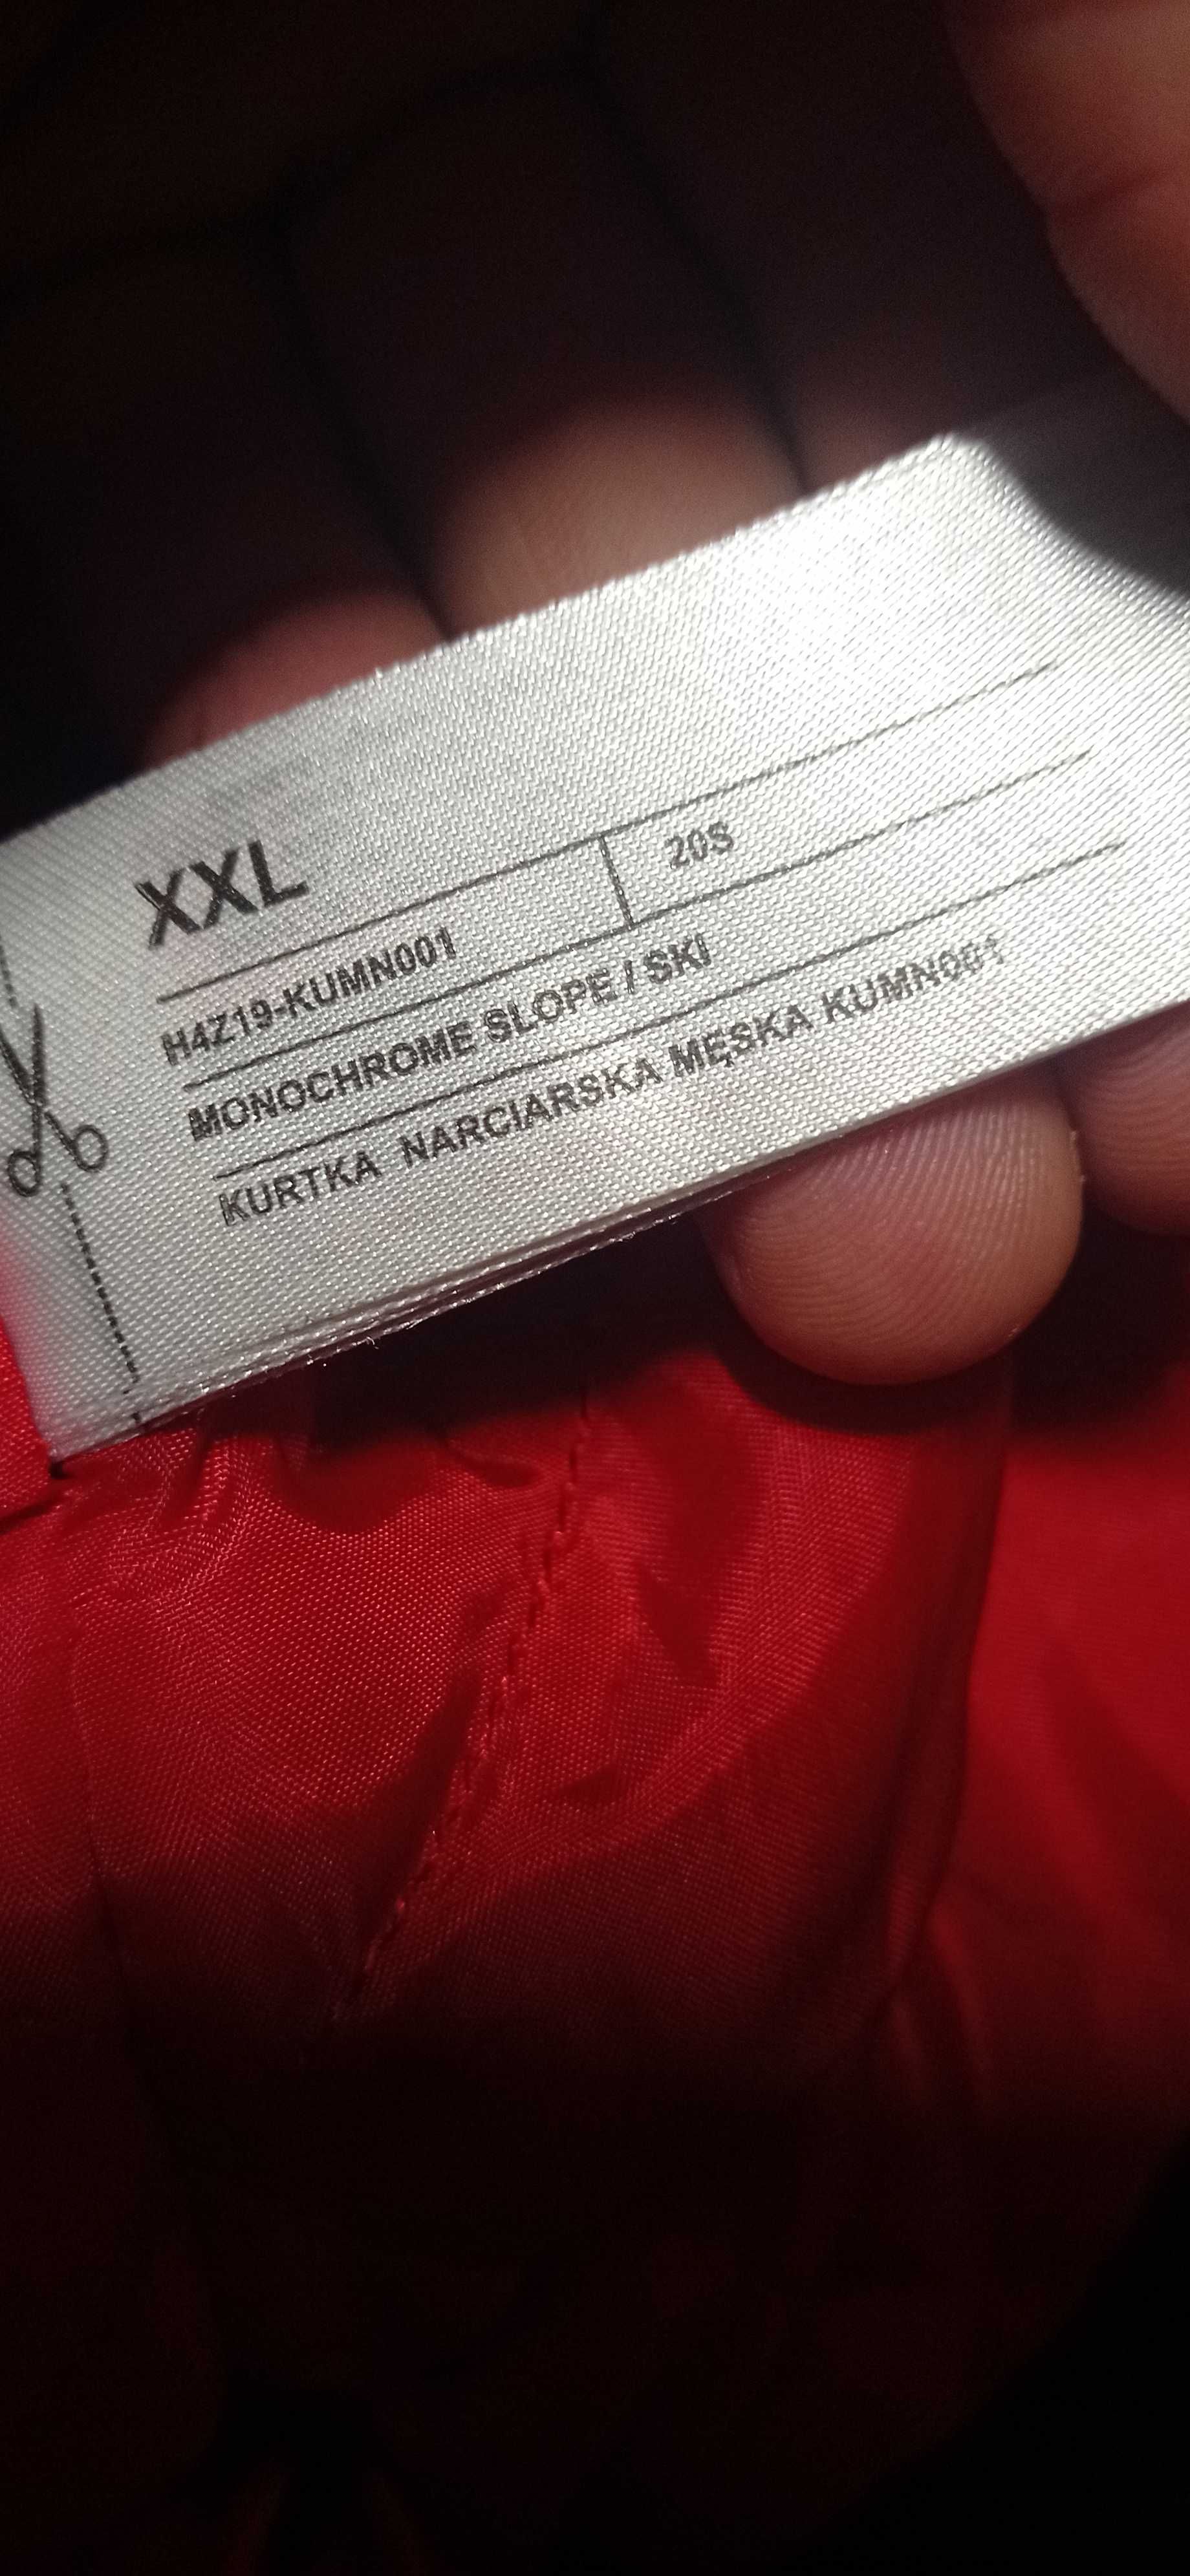 XXL
H4Z19-KUMN001 20S
MONOCHROME SLOPE / SKI
KURTKA NARCIARSKA MĘSKA KUMN001